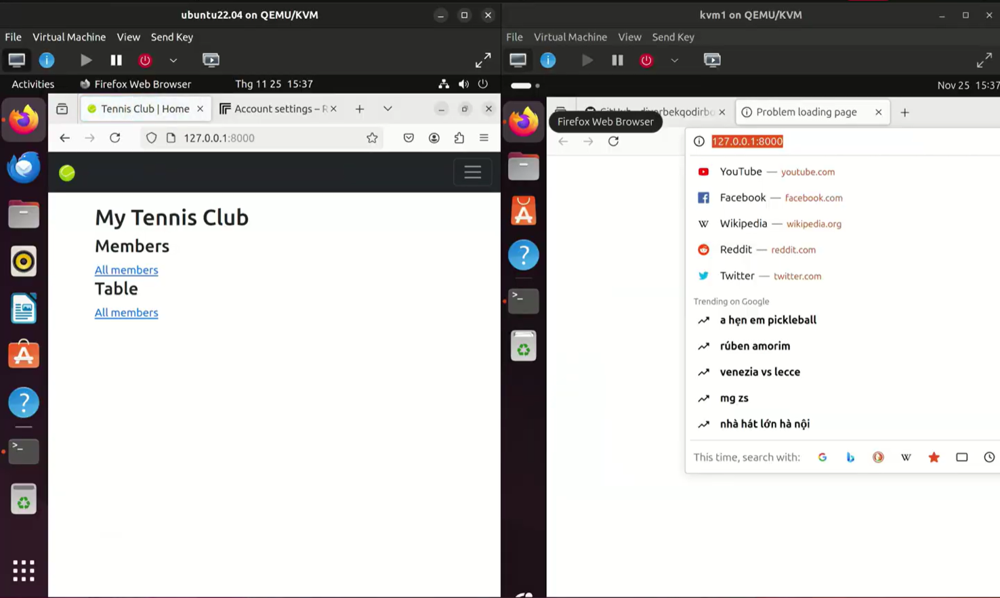 ubuntu22.04 on QEMU/KVM
File Virtual Machine View Send Key
Activities Firefox Web Browser Thg 11 25 15:37
Tennis Club | Home Account settings – R
127.0.0.1:8000
My Tennis Club
Members
All members
Table
All members
kvm1 on QEMU/KVM
File Virtual Machine View Send Key
Nov 25 15:37
Problem loading page
Firefox Web Browser
127.0.0.1:8000
YouTube — youtube.com
Facebook — facebook.com
Wikipedia — wikipedia.org
Reddit — reddit.com
Twitter — twitter.com
Trending on Google
a hẹn em pickleball
rúben amorim
venezia vs lecce
mg zs
nhà hát lớn hà nội
This time, search with: